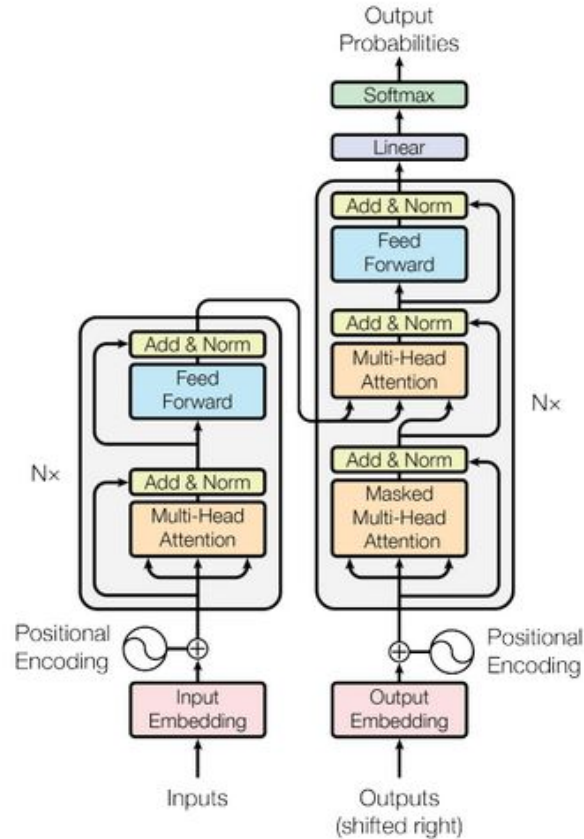 Output
Probabilities
Softmax
Linear
Add & Norm
Feed
Forward
Add & Norm
Multi-Head
Attention
Add & Norm
Masked
Multi-Head
Attention
Nx
Add & Norm
Feed
Forward
Add & Norm
Multi-Head
Attention
Nx
Positional
Encoding
Positional
Encoding
Input
Embedding
Output
Embedding
Inputs
Outputs
(shifted right)